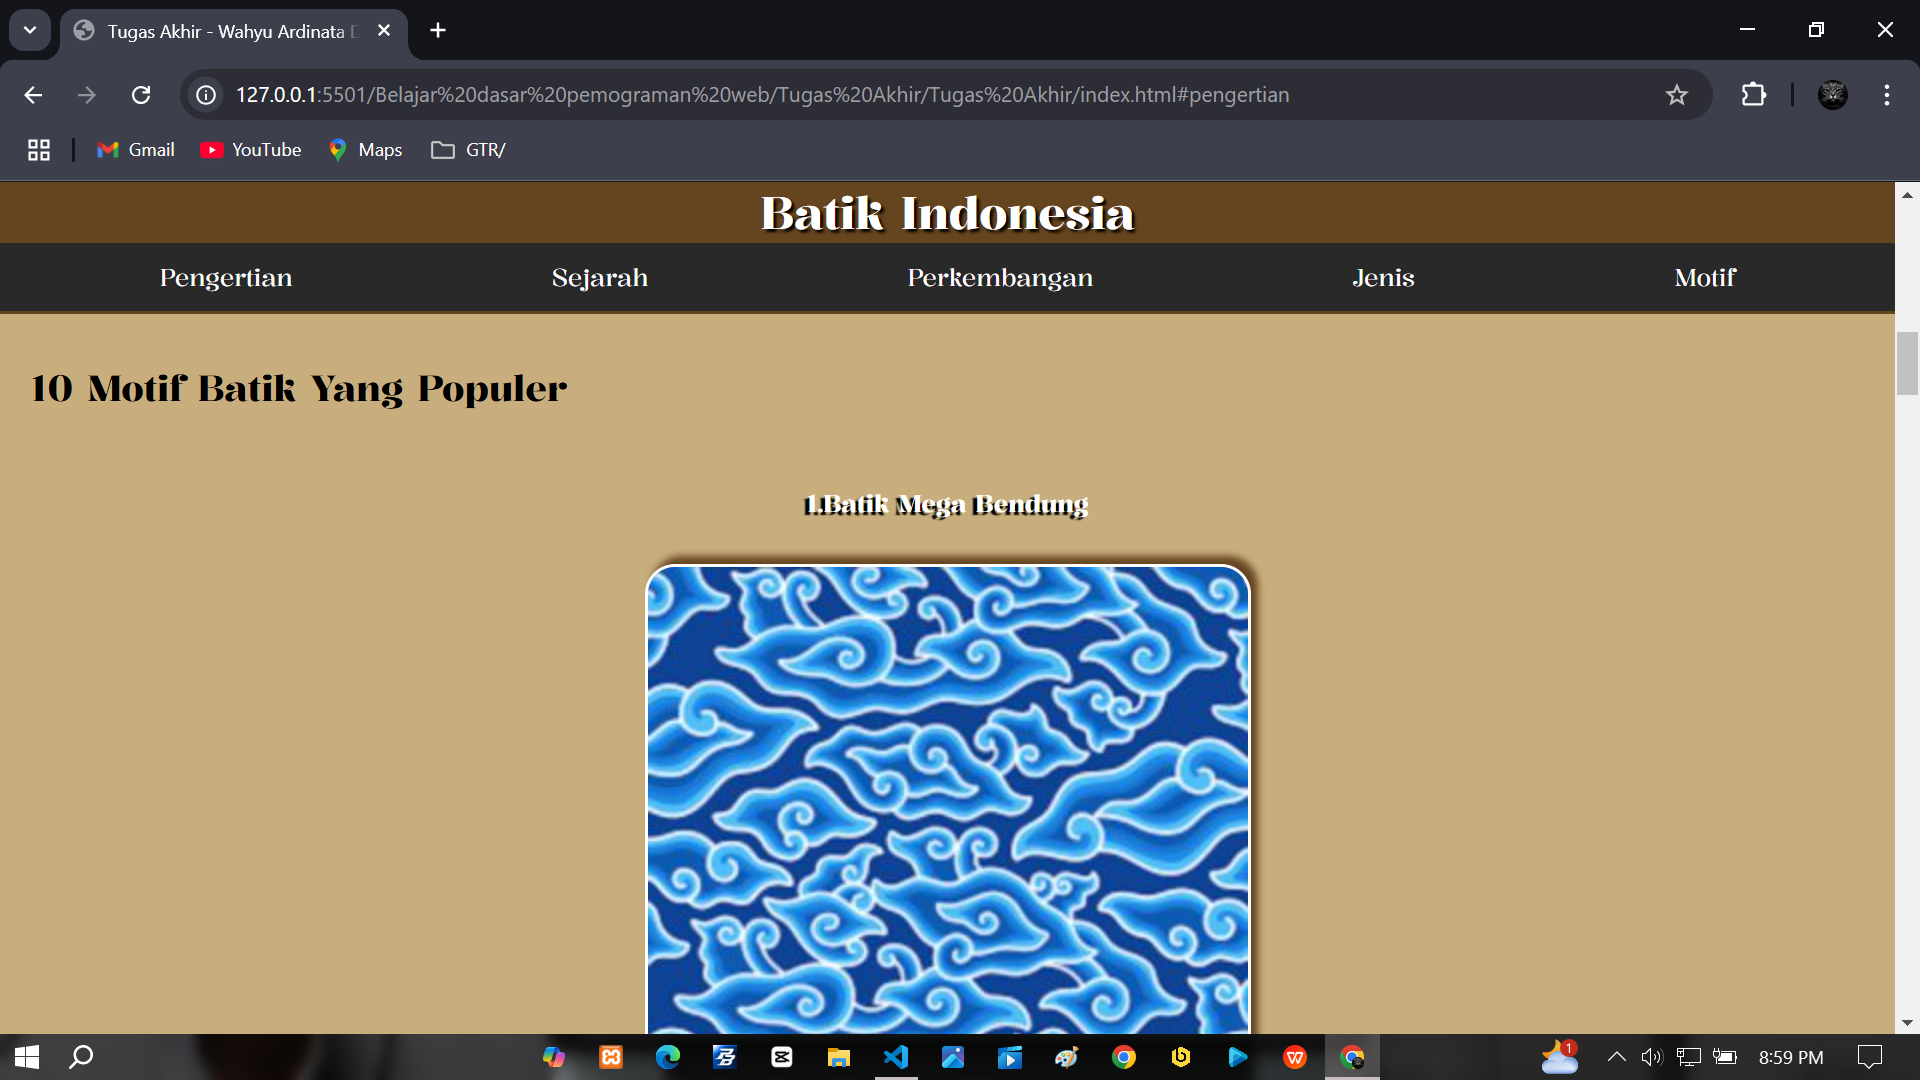 Tugas Akhir - Wahyu Ardinata
127.0.0.1:5501/Belajar%20dasar%20pemograman%20web/Tugas%20Akhir/Tugas%20Akhir/index.html#pengertian
Gmail YouTube Maps GTR/
Batik Indonesia
Pengertian Sejarah Perkembangan Jenis Motif
10 Motif Batik Yang Populer
1.Batik Mega Bendung
1
8:59 PM